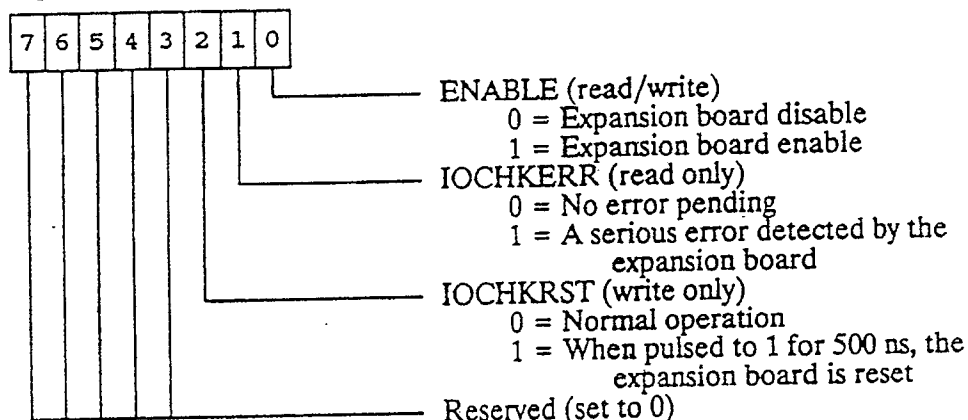 7 6 5 4 3 2 1 0
ENABLE (read/write)
0 = Expansion board disable
1 = Expansion board enable
IOCHKERR (read only)
0 = No error pending
1 = A serious error detected by the
expansion board
IOCHKRST (write only)
0 = Normal operation
1 = When pulsed to 1 for 500 ns, the
expansion board is reset
Reserved (set to 0)